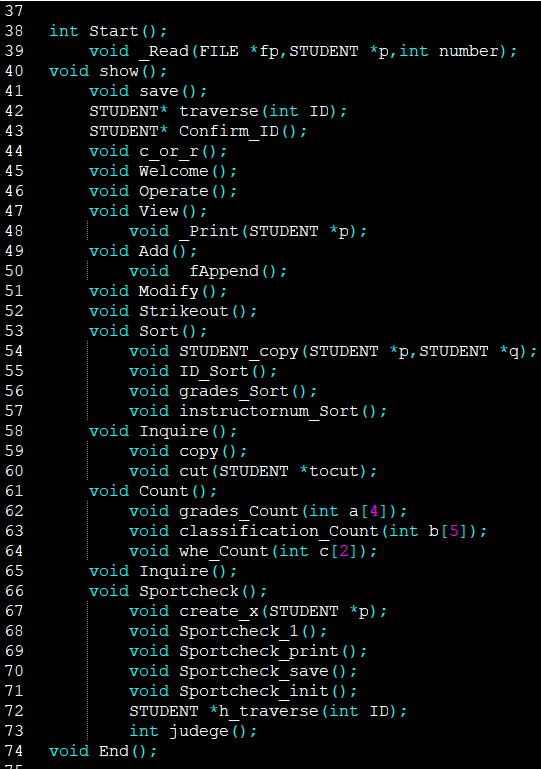 37
38 int Start();
39 void _Read(FILE *fp,STUDENT *p,int number);
40 void show();
41 void save();
42 STUDENT* traverse(int ID);
43 STUDENT* Confirm_ID();
44 void c_or_r();
45 void Welcome();
46 void Operate();
47 void View();
48 void _Print(STUDENT *p);
49 void Add();
50 void _fAppend();
51 void Modify();
52 void Strikeout();
53 void Sort();
54 void STUDENT_copy(STUDENT *p,STUDENT *q);
55 void ID_Sort();
56 void grades_Sort();
57 void instructornum_Sort();
58 void Inquire();
59 void copy();
60 void cut(STUDENT *tocut);
61 void Count();
62 void grades_Count(int a[4]);
63 void classification_Count(int b[5]);
64 void whe_Count(int c[2]);
65 void Inquire();
66 void Sportcheck();
67 void create_x(STUDENT *p);
68 void Sportcheck_1();
69 void Sportcheck_print();
70 void Sportcheck_save();
71 void Sportcheck_init();
72 STUDENT *h_traverse(int ID);
73 int judege();
74 void End();